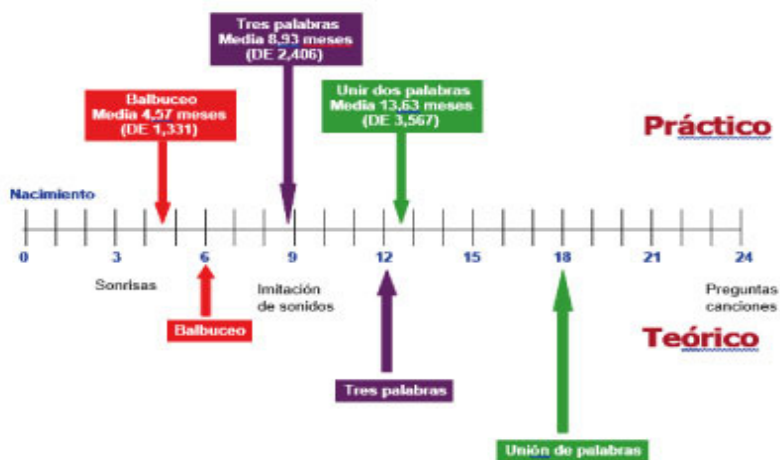 Tres palabras
Media 8,93 meses
(DE 2,406)
Balbuceo
Media 4,57 meses
(DE 1,331)
Unir dos palabras
Media 13,63 meses
(DE 3,567)
Práctico
Nacimiento
0 3 6 9 12 15 18 21 24
Sonrisas
Imitación
de sonidos
Preguntas
canciones
Balbuceo
Teórico
Tres palabras
Unión de palabras